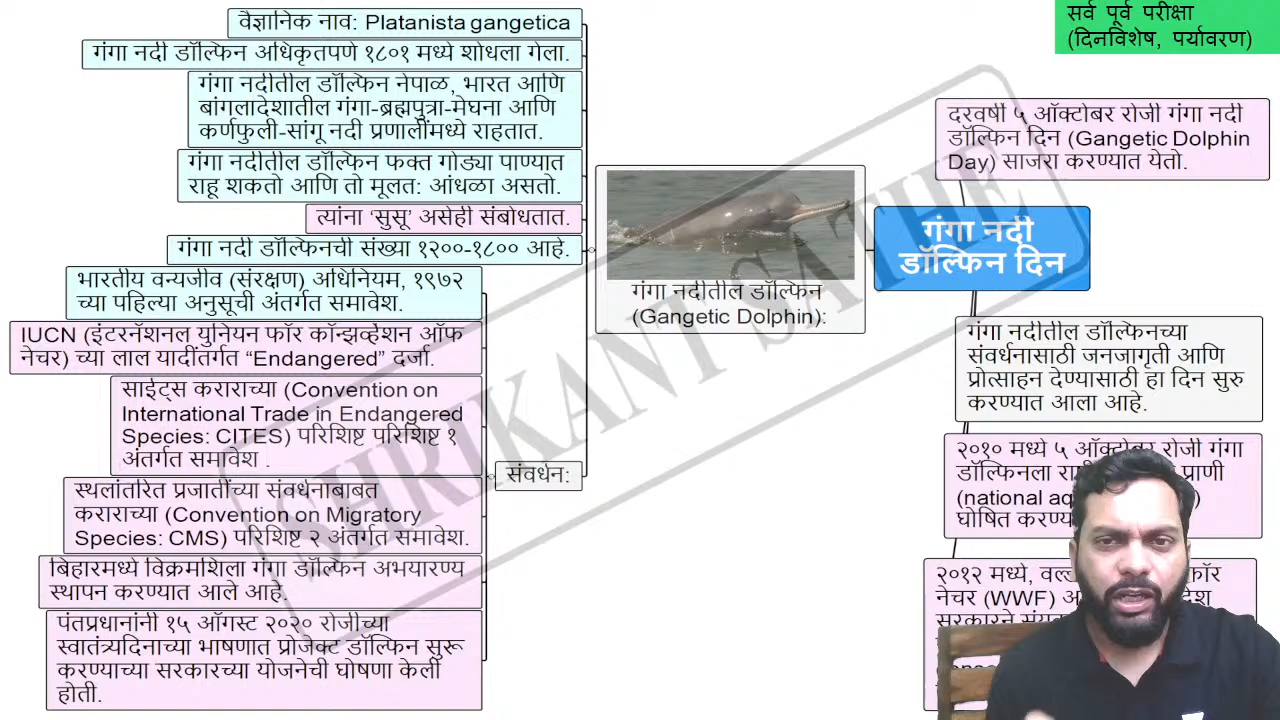 सर्व पूर्व परीक्षा
(दिनविशेष, पर्यावरण)
वैज्ञानिक नाव: Platanista gangetica
गंगा नदी डॉल्फिन अधिकृतपणे १८०१ मध्ये शोधला गेला.
गंगा नदीतील डॉल्फिन नेपाळ, भारत आणि
बांगलादेशातील गंगा-ब्रह्मपुत्रा-मेघना आणि
कर्णफुली-सांगू नदी प्रणालींमध्ये राहतात.
गंगा नदीतील डॉल्फिन फक्त गोड्या पाण्यात
राहू शकतो आणि तो मूलत: आंधळा असतो.
त्यांना ‘सुसू’ असेही संबोधतात.
गंगा नदी डॉल्फिनची संख्या १२००-१८०० आहे.
गंगा नदीतील डॉल्फिन
(Gangetic Dolphin):
भारतीय वन्यजीव (संरक्षण) अधिनियम, १९७२
च्या पहिल्या अनुसूची अंतर्गत समावेश.
IUCN (इंटरनॅशनल युनियन फॉर कॉन्झर्व्हेशन ऑफ
नेचर) च्या लाल यादीतर्गत “Endangered” दर्जा.
साईट्स कराराच्या (Convention on
International Trade in Endangered
Species: CITES) परिशिष्ट परिशिष्ट १
अंतर्गत समावेश .
स्थलांतरित प्रजातींच्या संवर्धनाबाबत
कराराच्या (Convention on Migratory
Species: CMS) परिशिष्ट २ अंतर्गत समावेश.
बिहारमध्ये विक्रमशिला गंगा डॉल्फिन अभयारण्य
स्थापन करण्यात आले आहे.
पंतप्रधानांनी १५ ऑगस्ट २०२० रोजीच्या
स्वातंत्र्यदिनाच्या भाषणात प्रोजेक्ट डॉल्फिन सुरू
करण्याच्या सरकारच्या योजनेची घोषणा केली
होती.
संवर्धन:
दरवर्षी ५ ऑक्टोबर रोजी गंगा नदी
डॉल्फिन दिन (Gangetic Dolphin
Day) साजरा करण्यात येतो.
गंगा नदी
डॉल्फिन दिन
गंगा नदीतील डॉल्फिनच्या
संवर्धनासाठी जनजागृती आणि
प्रोत्साहन देण्यासाठी हा दिन सुरु
करण्यात आला आहे.
२०१० मध्ये ५ ऑक्टोबर रोजी गंगा
डॉल्फिनला प्राणी
(national
घोषित
२०१२ मध्ये, फॉर
नेचर (WWF)
सरकारने
SHRIKANT SATHE